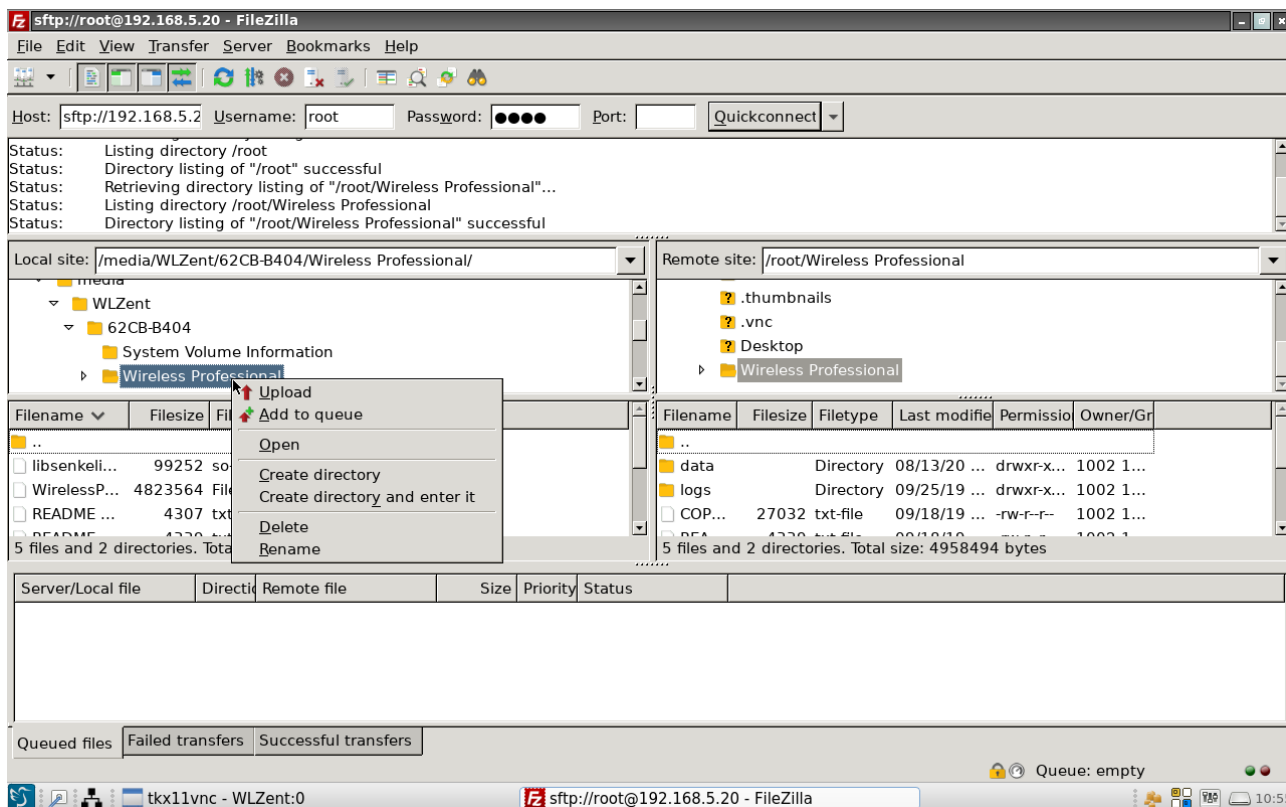 sftp://root@192.168.5.20 - FileZilla
File Edit View Transfer Server Bookmarks Help
Host: sftp://192.168.5.2 Username: root Password: ●●●● Port: Quickconnect
Status: Listing directory /root
Status: Directory listing of "/root" successful
Status: Retrieving directory listing of "/root/Wireless Professional"...
Status: Listing directory /root/Wireless Professional
Status: Directory listing of "/root/Wireless Professional" successful
Local site: /media/WLZent/62CB-B404/Wireless Professional/
media
WLZent
62CB-B404
System Volume Information
Wireless Professional
Remote site: /root/Wireless Professional
.thumbnails
.vnc
Desktop
Wireless Professional
Upload
Add to queue
Open
Create directory
Create directory and enter it
Delete
Rename
Filename Filesize Fil
..
libsenkeli... 99252 so-
WirelessP... 4823564 File
README ... 4307 txt
5 files and 2 directories. Tota
Filename Filesize Filetype Last modifie Permissio Owner/Gr
..
data Directory 08/13/20 ... drwxr-x... 1002 1...
logs Directory 09/25/19 ... drwxr-x... 1002 1...
COP... 27032 txt-file 09/18/19 ... -rw-r--r-- 1002 1...
5 files and 2 directories. Total size: 4958494 bytes
Server/Local file Directio Remote file Size Priority Status
Queued files Failed transfers Successful transfers
Queue: empty
tkx11vnc - WLZent:0 sftp://root@192.168.5.20 - FileZilla 10:5